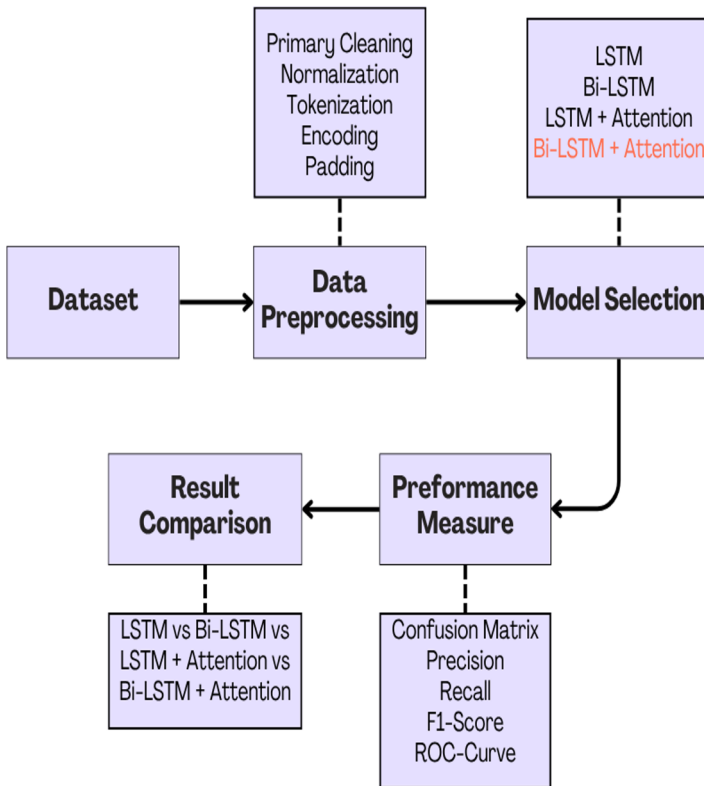 Primary Cleaning
Normalization
Tokenization
Encoding
Padding
LSTM
Bi-LSTM
LSTM + Attention
Bi-LSTM + Attention
Dataset
Data
Preprocessing
Model Selection
Preformance
Measure
Result
Comparison
Confusion Matrix
Precision
Recall
F1-Score
ROC-Curve
LSTM vs Bi-LSTM vs
LSTM + Attention vs
Bi-LSTM + Attention